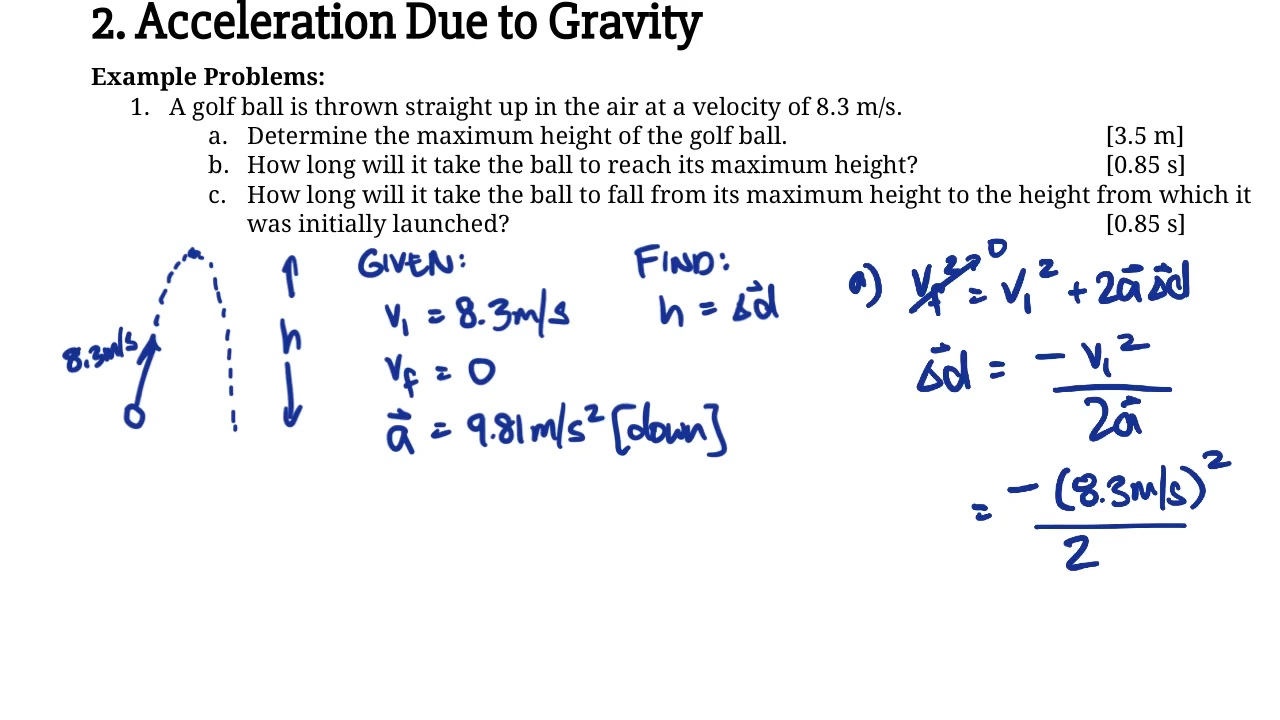 2. Acceleration Due to Gravity
Example Problems:
1. A golf ball is thrown straight up in the air at a velocity of 8.3 m/s.
a. Determine the maximum height of the golf ball. [3.5 m]
b. How long will it take the ball to reach its maximum height? [0.85 s]
c. How long will it take the ball to fall from its maximum height to the height from which it
was initially launched? [0.85 s]
8.3m/s
h
GIVEN:
v₁ = 8.3m/s
v_f = 0
a⃗ = 9.81m/s² [down]
FIND:
h = Δd⃗
a) v_f² → 0 = v₁² + 2a⃗Δd⃗
Δd⃗ = -v₁² / 2a⃗
= -(8.3m/s)² / 2